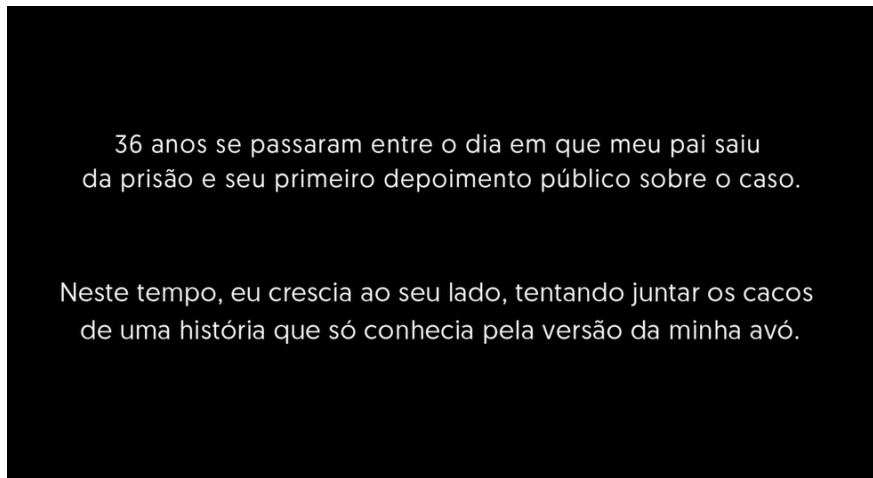 36 anos se passaram entre o dia em que meu pai saiu
da prisão e seu primeiro depoimento público sobre o caso.
Neste tempo, eu crescia ao seu lado, tentando juntar os cacos
de uma história que só conhecia pela versão da minha avó.